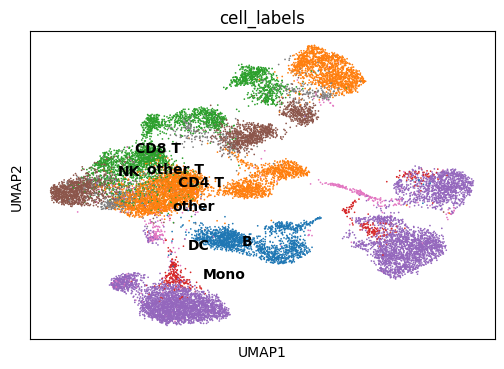 cell_labels
CD8 T
NK
other T
CD4 T
other
DC
B
Mono
UMAP2
UMAP1